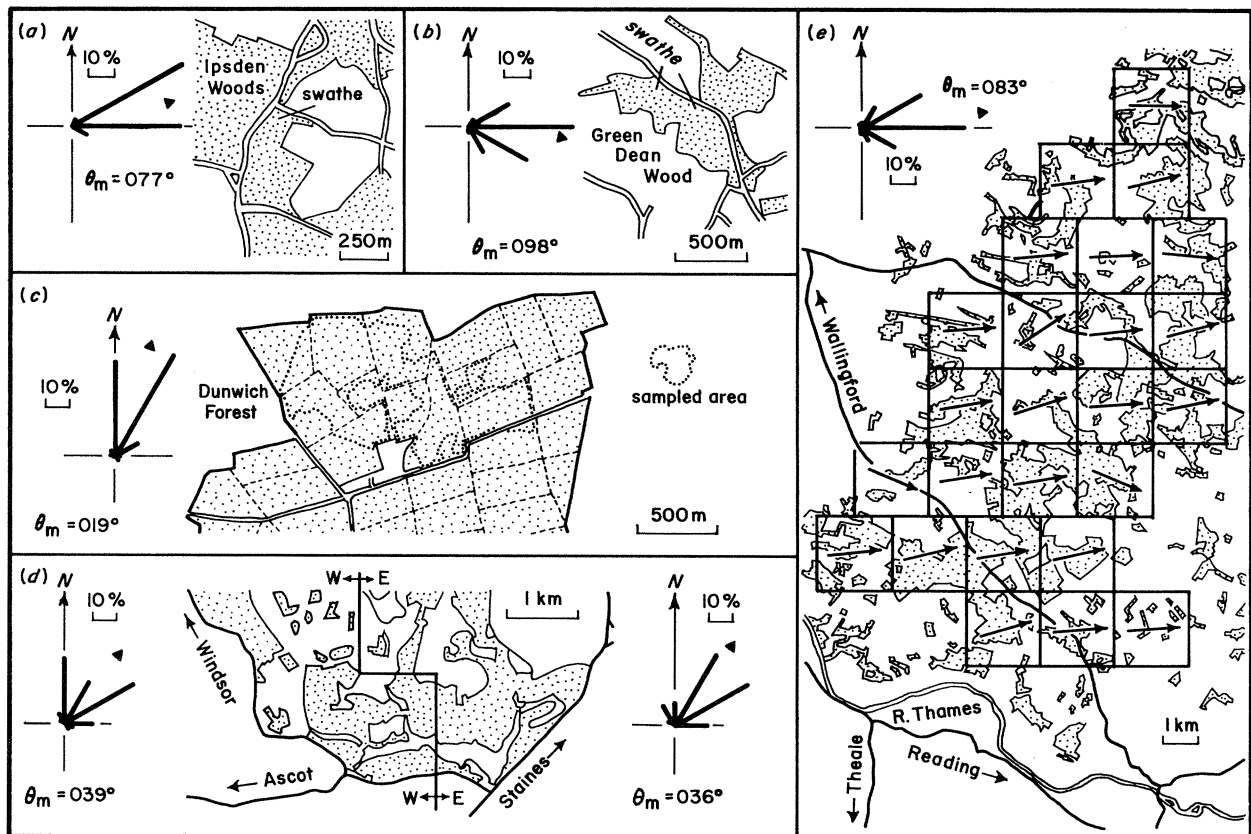 (a)
N
10%
Ipsden
Woods
swathe
θm = 077°
250m
(b)
N
10%
swathe
Green
Dean
Wood
θm = 098°
500m
(c)
N
10%
Dunwich
Forest
sampled area
θm = 019°
500m
(d)
N
10%
W E
1 km
N
10%
Windsor
Ascot
W E
Staines
θm = 039°
θm = 036°
(e)
N
θm = 083°
10%
Wallingford
R. Thames
1 km
Reading
Theale